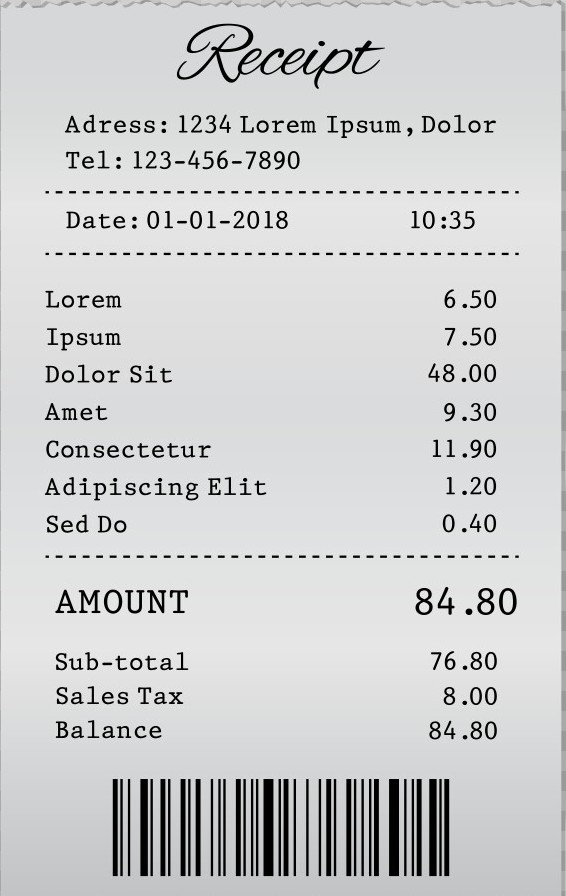 Receipt
Adress: 1234 Lorem Ipsum, Dolor
Tel: 123-456-7890
Date: 01-01-2018 10:35
Lorem 6.50
Ipsum 7.50
Dolor Sit 48.00
Amet 9.30
Consectetur 11.90
Adipiscing Elit 1.20
Sed Do 0.40
AMOUNT 84.80
Sub-total 76.80
Sales Tax 8.00
Balance 84.80